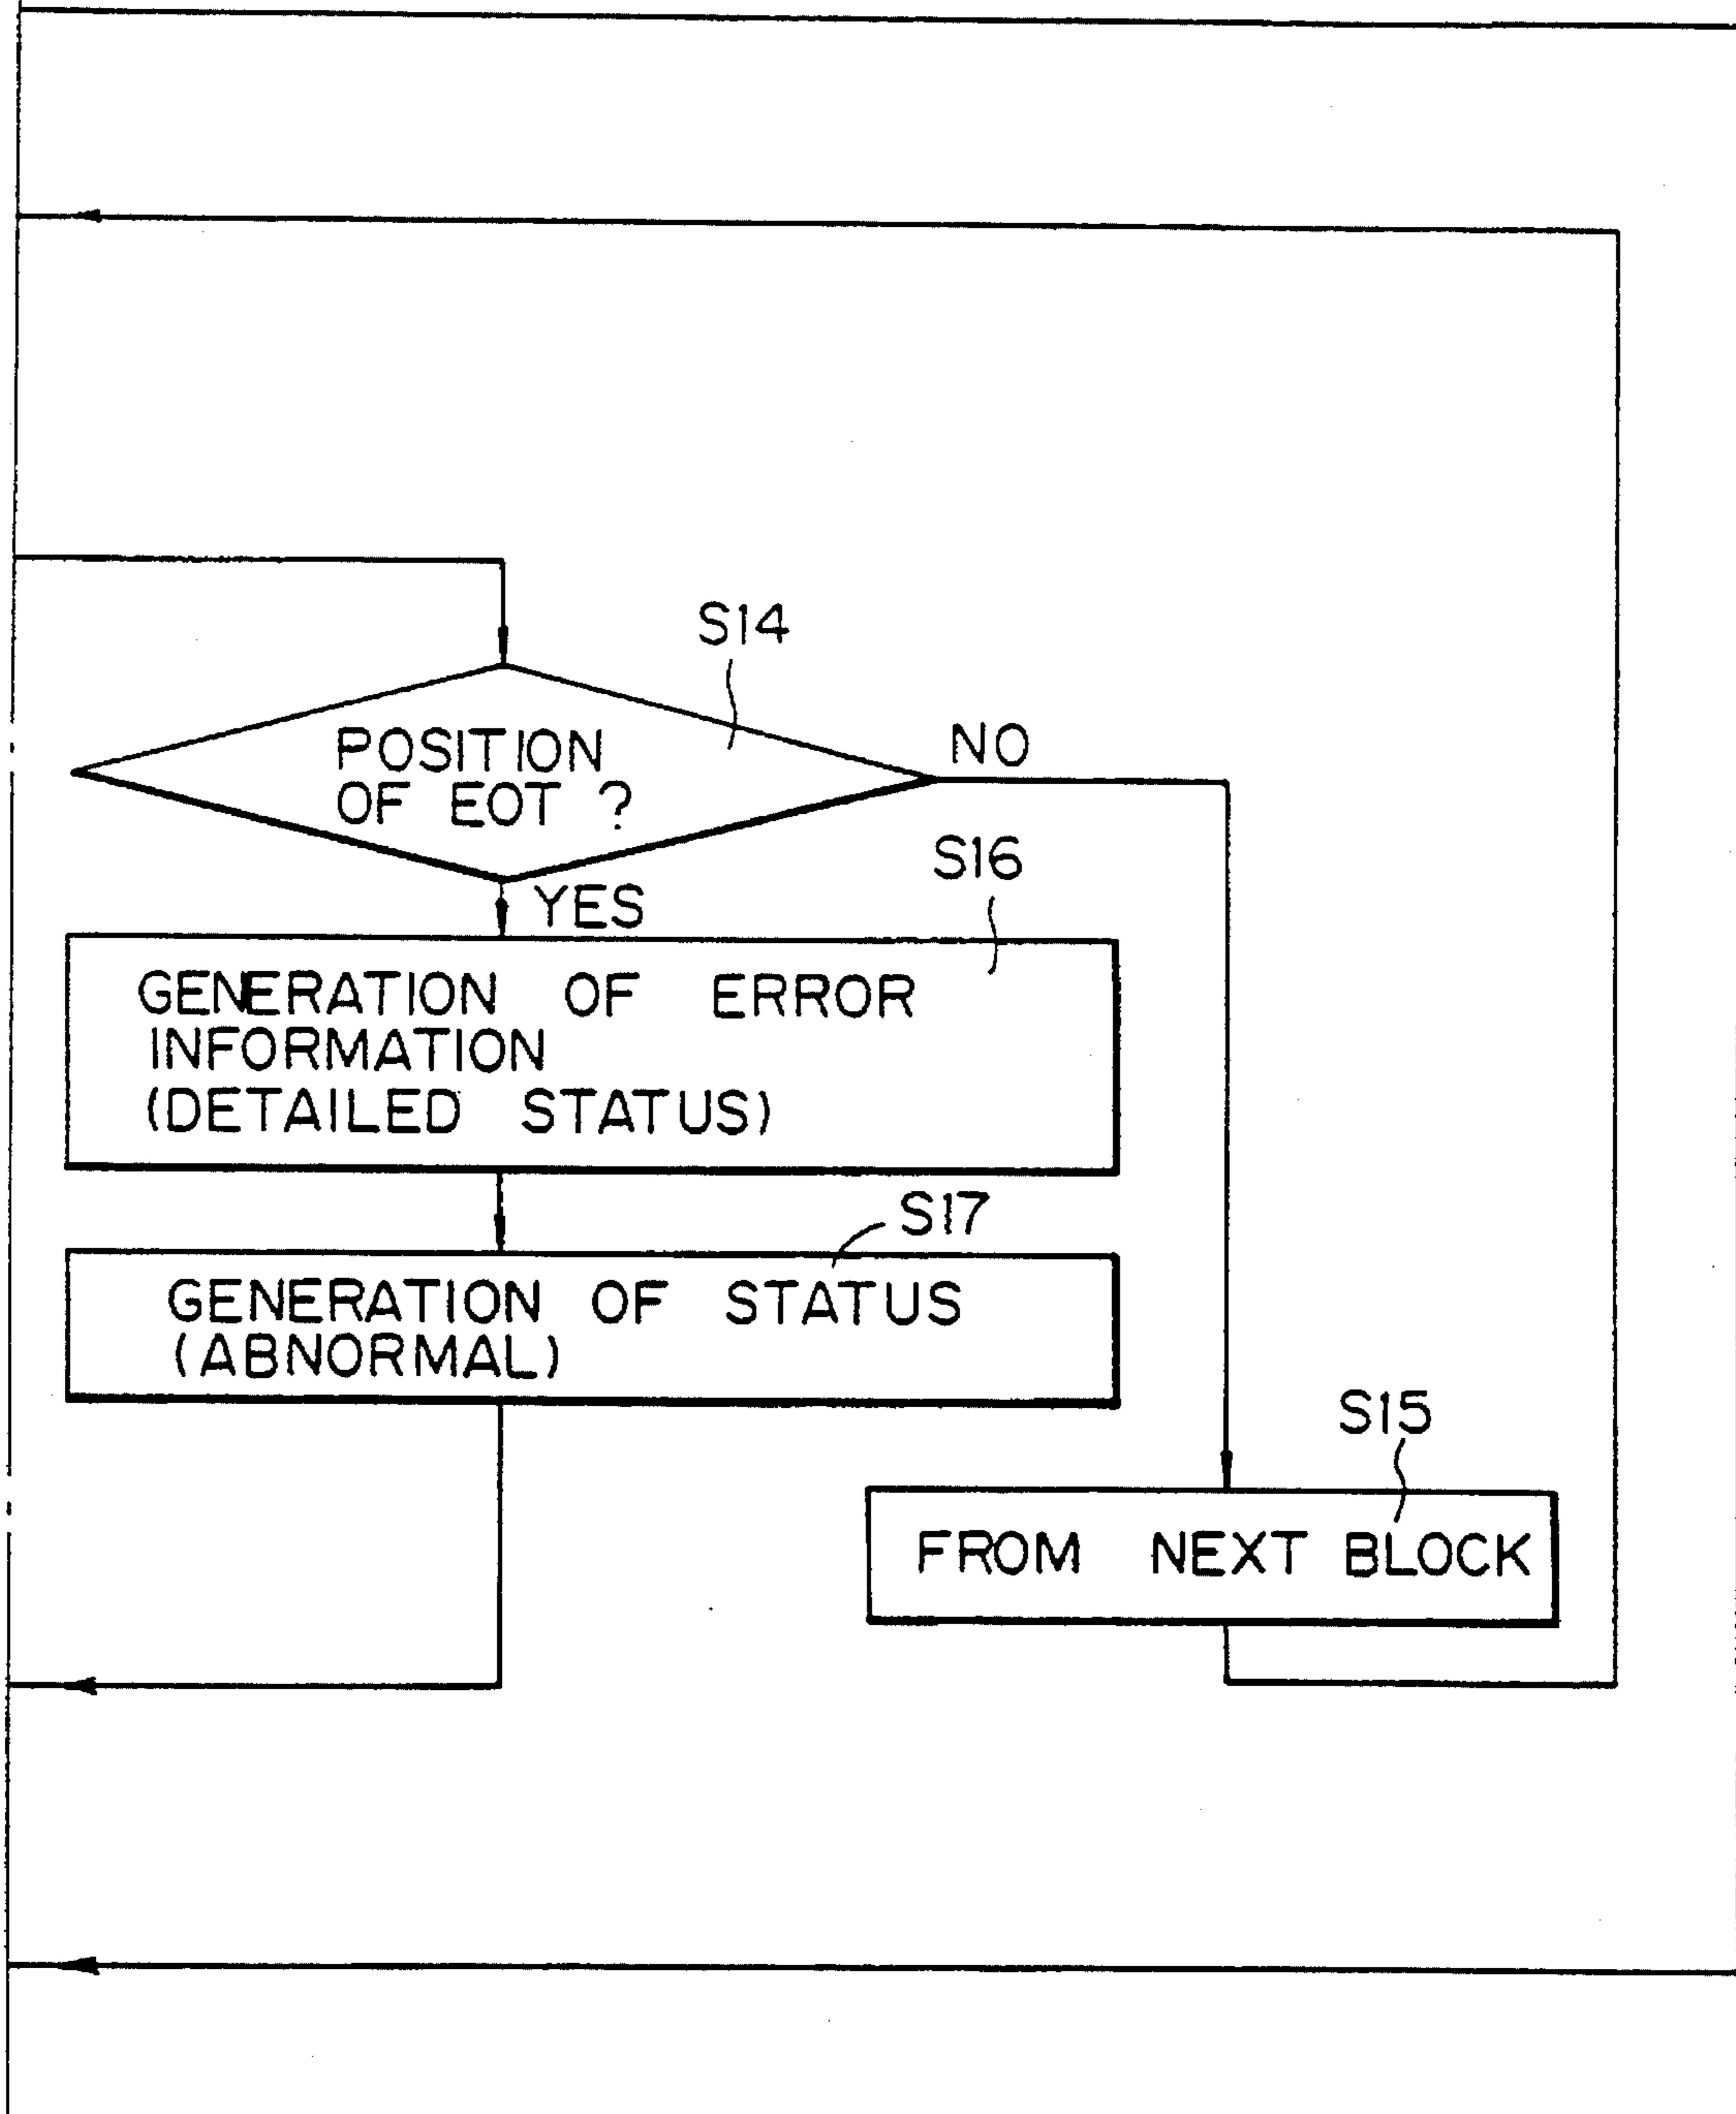 S14
POSITION
OF EOT ?
NO
YES
S16
GENERATION OF ERROR
INFORMATION
(DETAILED STATUS)
S17
GENERATION OF STATUS
(ABNORMAL)
S15
FROM NEXT BLOCK